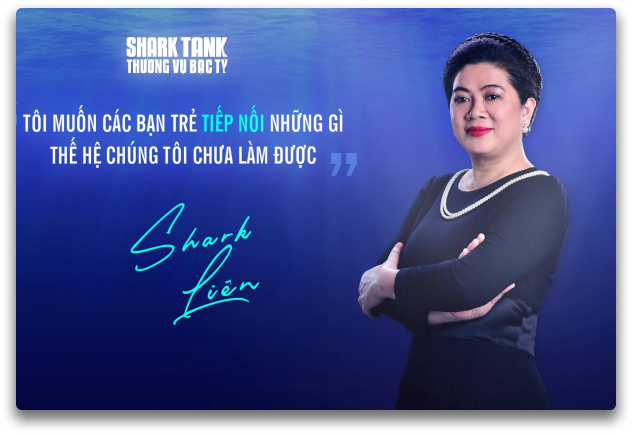 SHARK TANK
THƯƠNG VỤ BẠC TỶ
TÔI MUỐN CÁC BẠN TRẺ TIẾP NỐI NHỮNG GÌ
THẾ HỆ CHÚNG TÔI CHƯA LÀM ĐƯỢC ”
Shark
Liên